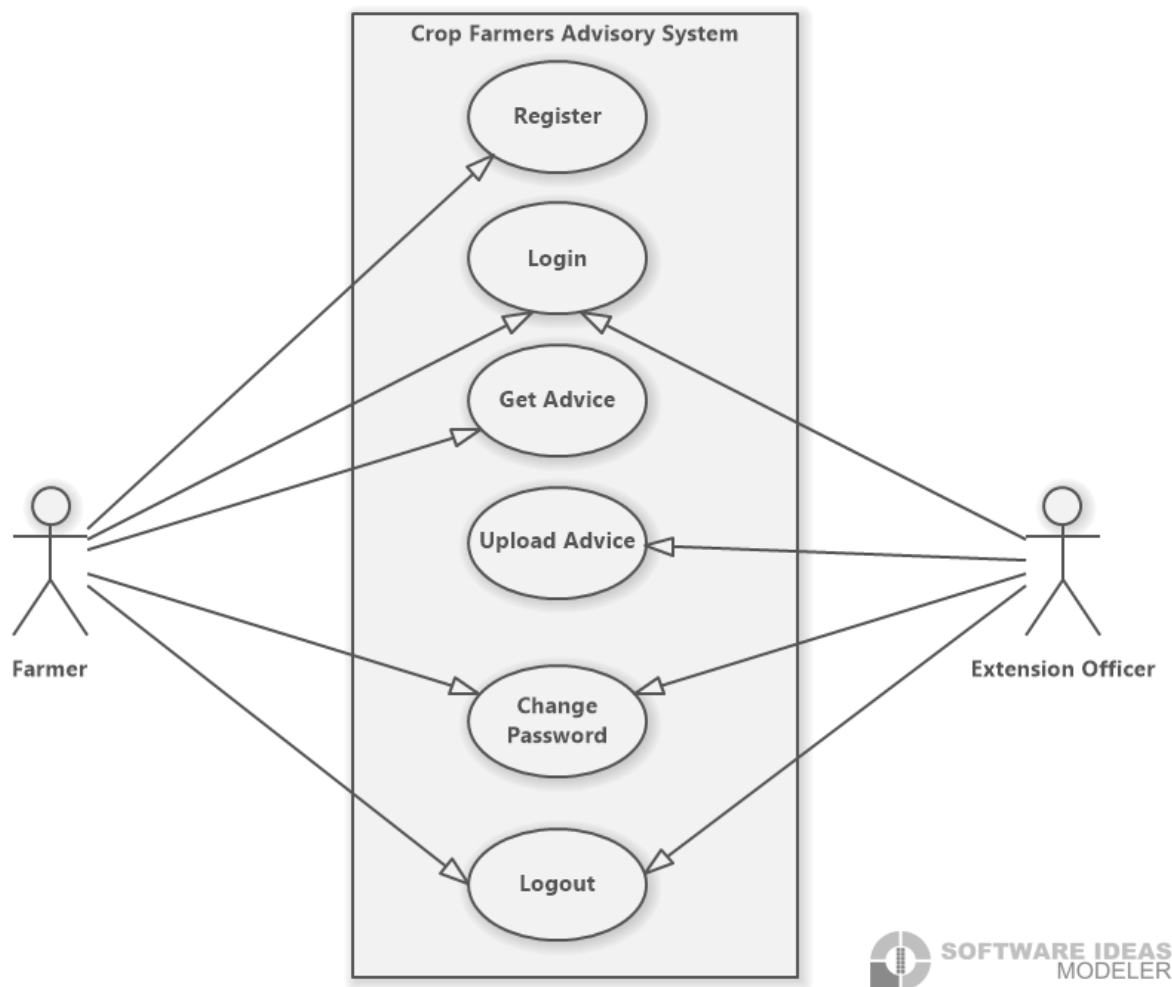 Crop Farmers Advisory System
Register
Login
Get Advice
Upload Advice
Farmer
Extension Officer
Change
Password
Logout
SOFTWARE IDEAS
MODELER